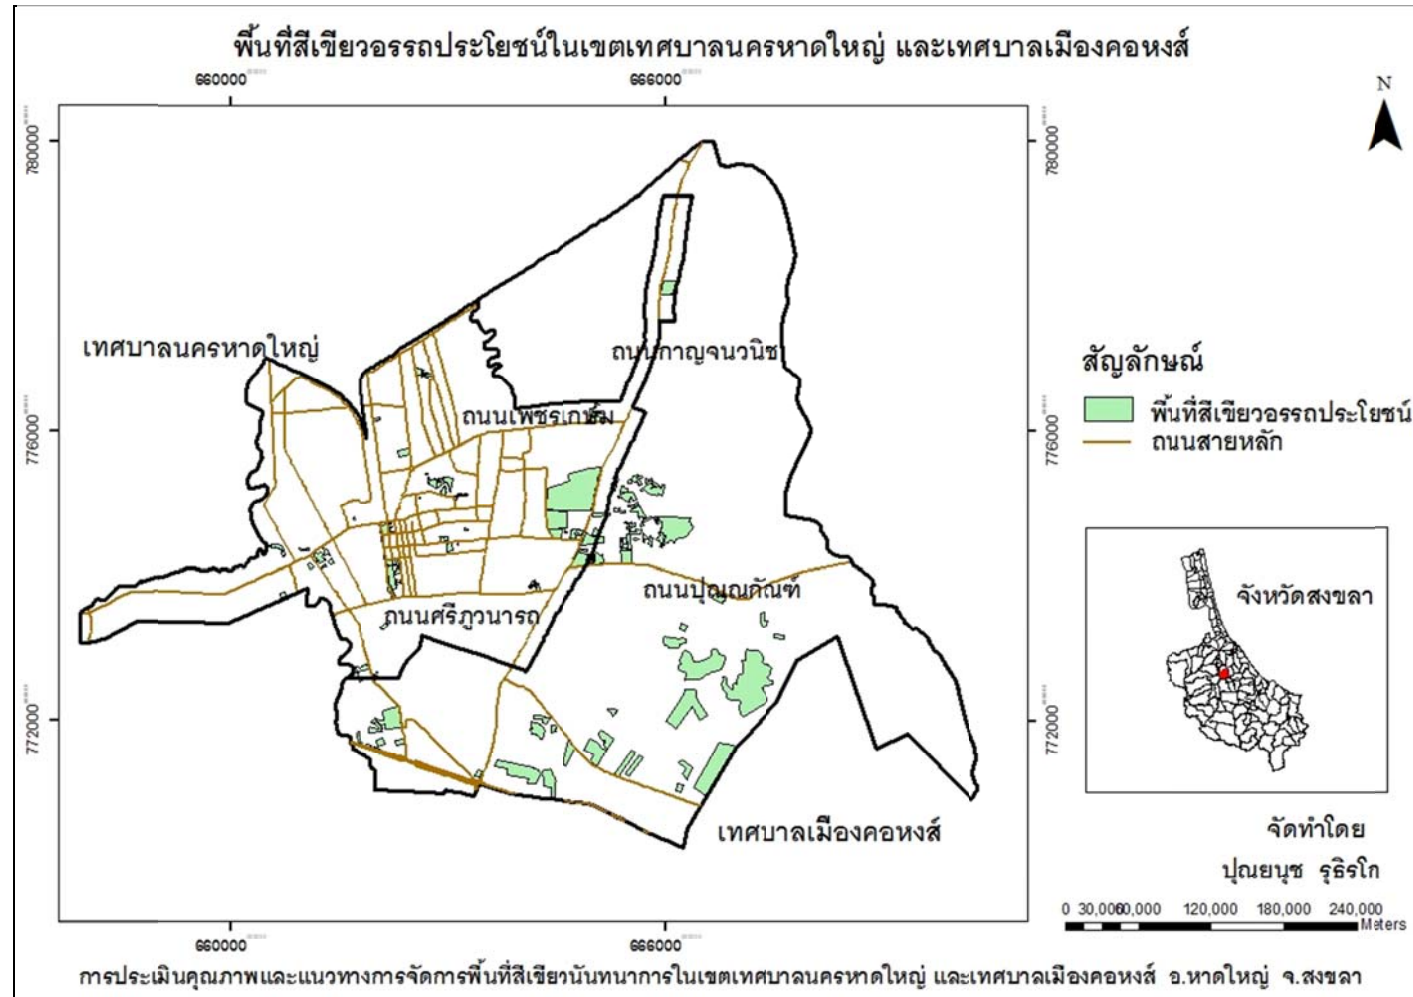 พื้นที่สีเขียวอรรถประโยชน์ในเขตเทศบาลนครหาดใหญ่ และเทศบาลเมืองคอหงส์
660000 666000
N
780000 780000
เทศบาลนครหาดใหญ่
ถนนกาญจนวนิช
สัญลักษณ์
พื้นที่สีเขียวอรรถประโยชน์
ถนนเพชรเกษม
776000 776000
ถนนสายหลัก
ถนนปุณณกัณฑ์
จังหวัดสงขลา
ถนนศรีภูวนารถ
772000 772000
เทศบาลเมืองคอหงส์
จัดทำโดย
ปุณยนุช รุธิรโก
0 30,000 60,000 120,000 180,000 240,000
Meters
660000 666000
การประเมินคุณภาพและแนวทางการจัดการพื้นที่สีเขียวนันทนาการในเขตเทศบาลนครหาดใหญ่ และเทศบาลเมืองคอหงส์ อ.หาดใหญ่ จ.สงขลา